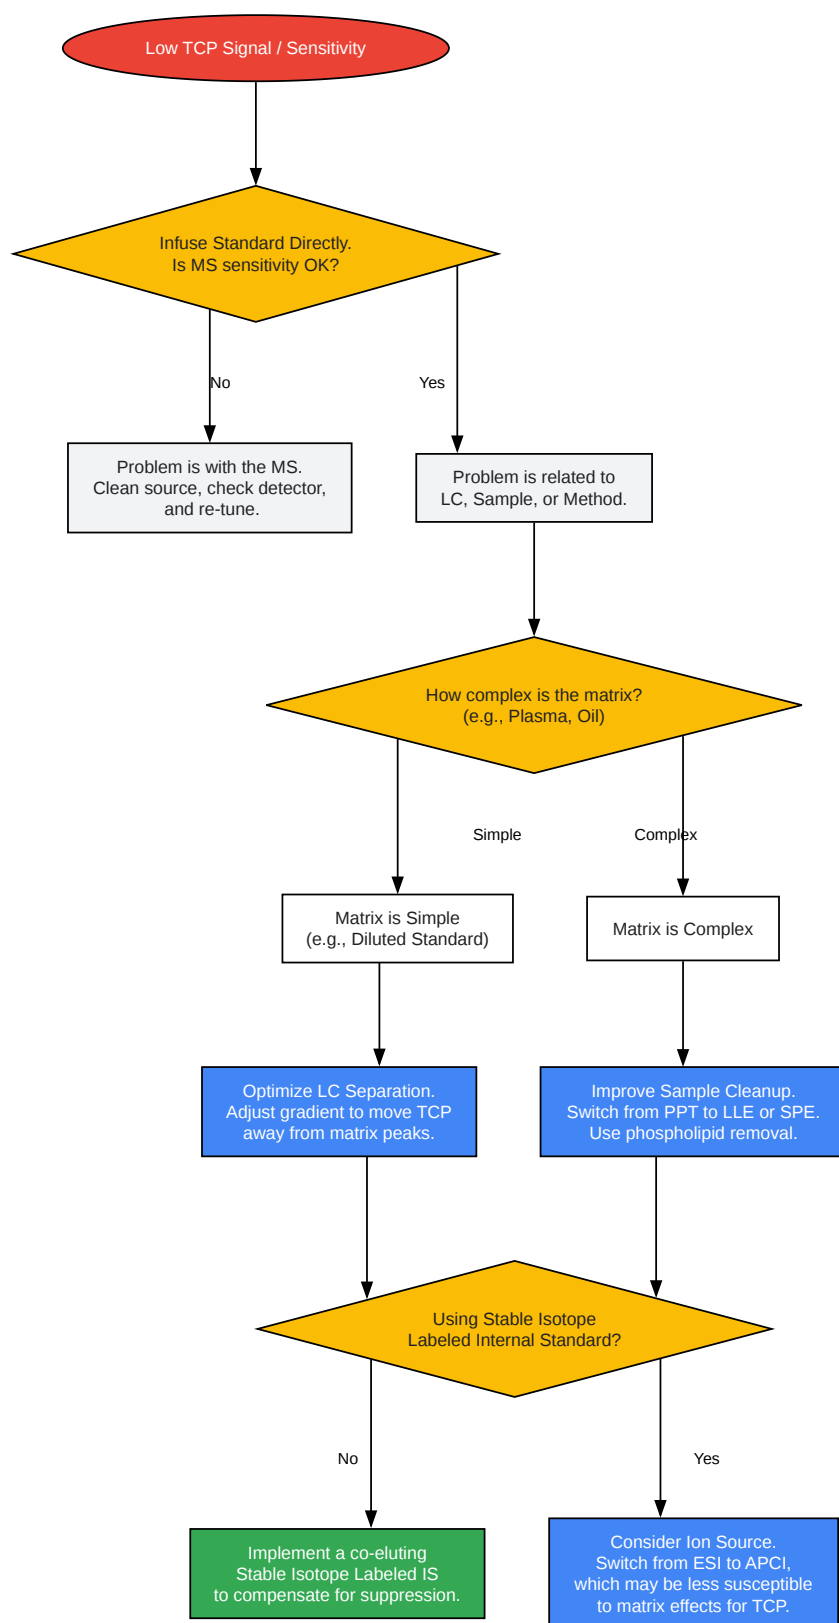 Low TCP Signal / Sensitivity
Infuse Standard Directly.
Is MS sensitivity OK?
No
Yes
Problem is with the MS.
Clean source, check detector,
and re-tune.
Problem is related to
LC, Sample, or Method.
How complex is the matrix?
(e.g., Plasma, Oil)
Simple
Complex
Matrix is Simple
(e.g., Diluted Standard)
Matrix is Complex
Optimize LC Separation.
Adjust gradient to move TCP
away from matrix peaks.
Improve Sample Cleanup.
Switch from PPT to LLE or SPE.
Use phospholipid removal.
Using Stable Isotope
Labeled Internal Standard?
No
Yes
Implement a co-eluting
Stable Isotope Labeled IS
to compensate for suppression.
Consider Ion Source.
Switch from ESI to APCI,
which may be less susceptible
to matrix effects for TCP.